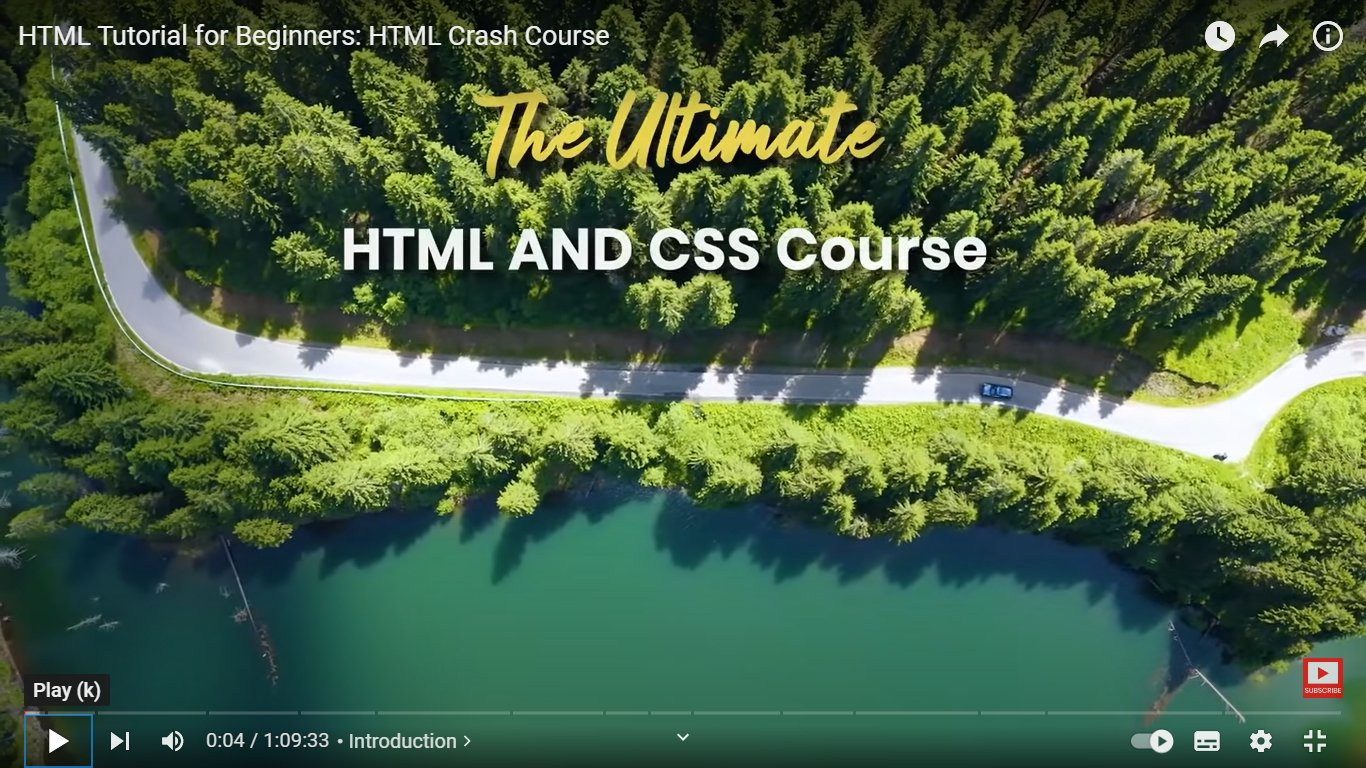 HTML Tutorial for Beginners: HTML Crash Course
The Ultimate
HTML AND CSS Course
SUBSCRIBE
Play (k)
0:04 / 1:09:33 • Introduction